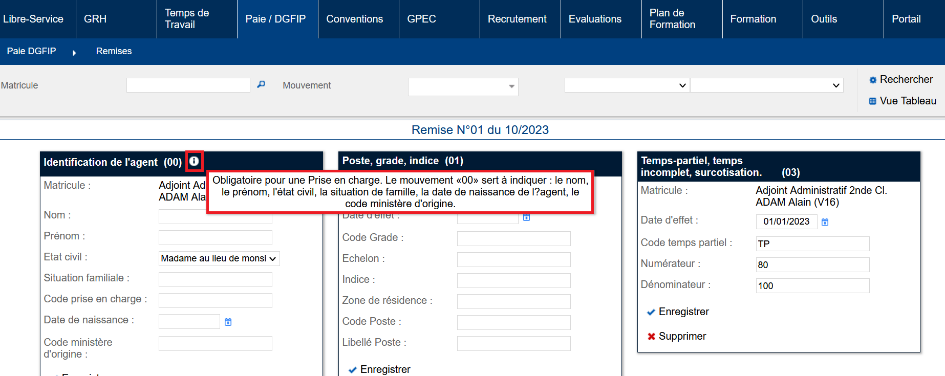 Libre-Service
GRH
Temps de
Travail
Paie / DGFIP
Conventions
GPEC
Recrutement
Evaluations
Plan de
Formation
Formation
Outils
Portail
Paie DGFIP
Remises
Matricule
Mouvement
Rechercher
Vue Tableau
Remise N°01 du 10/2023
Identification de l'agent (00)
Matricule :
Adjoint Ad
ADAM Alai
Nom :
Prénom :
Etat civil :
Madame au lieu de monsi
Situation familiale :
Code prise en charge :
Date de naissance :
Code ministère
d'origine :
Obligatoire pour une Prise en charge. Le mouvement «00» sert à indiquer : le nom,
le prénom, l'état civil, la situation de famille, la date de naissance de l?agent, le
code ministère d'origine.
Poste, grade, indice (01)
Date d'effet :
Code Grade :
Echelon :
Indice :
Zone de résidence :
Code Poste :
Libellé Poste :
Enregistrer
Temps-partiel, temps
incomplet, surcotisation. (03)
Matricule :
Adjoint Administratif 2nde Cl.
ADAM Alain (V16)
Date d'effet :
01/01/2023
Code temps partiel :
TP
Numérateur :
80
Dénominateur :
100
Enregistrer
Supprimer